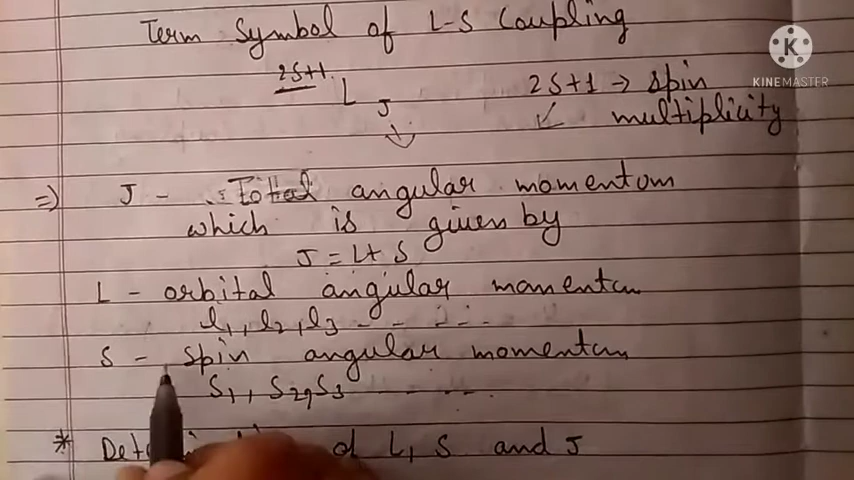 Term Symbol of L-S Coupling
2S+1
L J
2S+1 → spin
multiplicity
K
KINEMASTER
=) J - Total angular momentum
which is given by
J = L+ S
L - orbital angular momentum
l1, l2, l3 - - - - -
S - spin angular momentum
S1, S2, S3 - - - - -
* of L, S and J